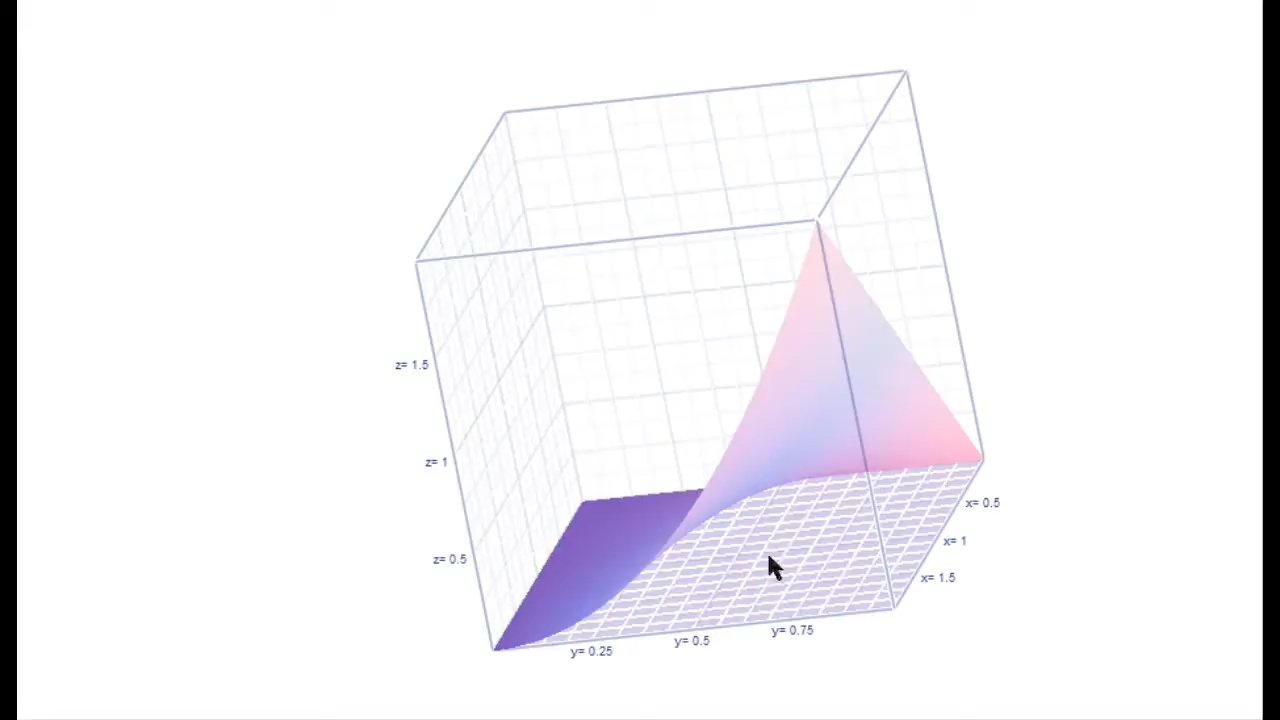 z= 1.5
z= 1
z= 0.5
x= 0.5
x= 1
x= 1.5
y= 0.25
y= 0.5
y= 0.75